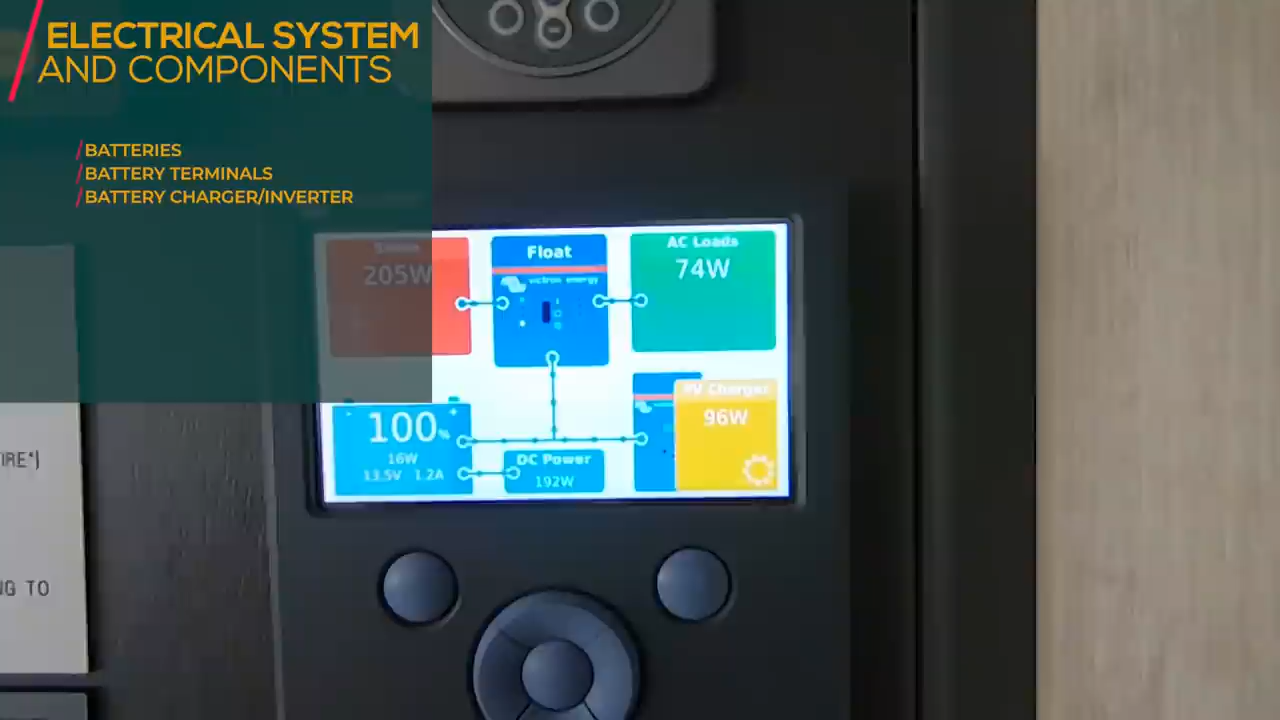 ELECTRICAL SYSTEM
AND COMPONENTS
/BATTERIES
/BATTERY TERMINALS
/BATTERY CHARGER/INVERTER
205W
Float
victron energy
AC Loads
74W
100%
16W
13.5V 1.2A
DC Power
192W
PV Charger
96W
IRE")
NG TO